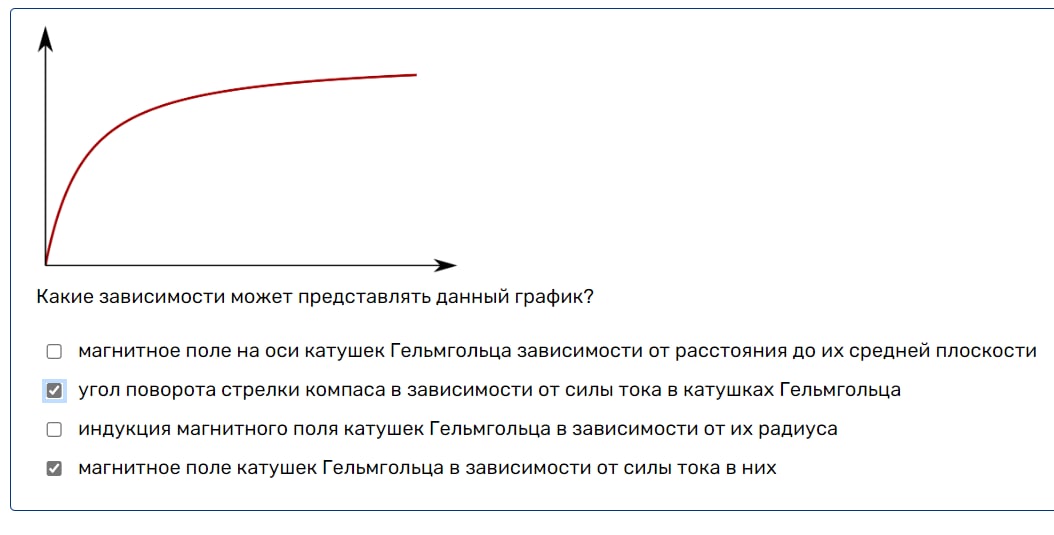 Какие зависимости может представлять данный график?
магнитное поле на оси катушек Гельмгольца зависимости от расстояния до их средней плоскости
угол поворота стрелки компаса в зависимости от силы тока в катушках Гельмгольца
индукция магнитного поля катушек Гельмгольца в зависимости от их радиуса
магнитное поле катушек Гельмгольца в зависимости от силы тока в них